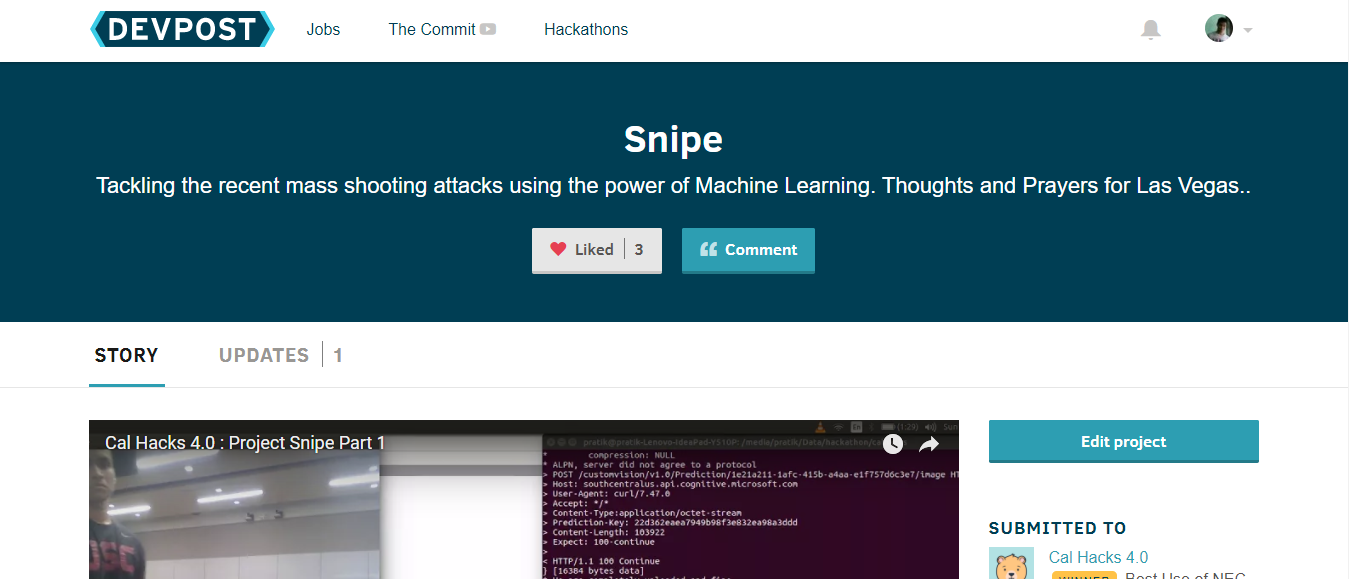 DEVPOST
Jobs
The Commit
Hackathons
Snipe
Tackling the recent mass shooting attacks using the power of Machine Learning. Thoughts and Prayers for Las Vegas..
Liked 3
Comment
STORY
UPDATES 1
Cal Hacks 4.0 : Project Snipe Part 1
En
(1:29)
Sun
pratik@pratik-Lenovo-IdeaPad-Y510P: /media/pratik/Data/hackathon/
* compression: NULL
* ALPN, server did not agree to a protocol
> POST /customvision/v1.0/Prediction/1e21a211-1afc-415b-a4aa-e1f757d6c3e7/image HT
> Host: southcentralus.api.cognitive.microsoft.com
> User-Agent: curl/7.47.0
> Accept: */*
> Content-Type:application/octet-stream
> Prediction-Key: 22d362eaea7949b98f3e832ea98a3ddd
> Content-Length: 103922
> Expect: 100-continue
>
< HTTP/1.1 100 Continue
} [16384 bytes data]
Edit project
SUBMITTED TO
Cal Hacks 4.0
WINNER Best Use of NEC